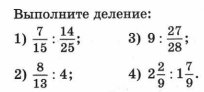 Выполните деление:
1) 7/15 : 14/25; 3) 9 : 27/28;
2) 8/13 : 4; 4) 2 2/9 : 1 7/9.